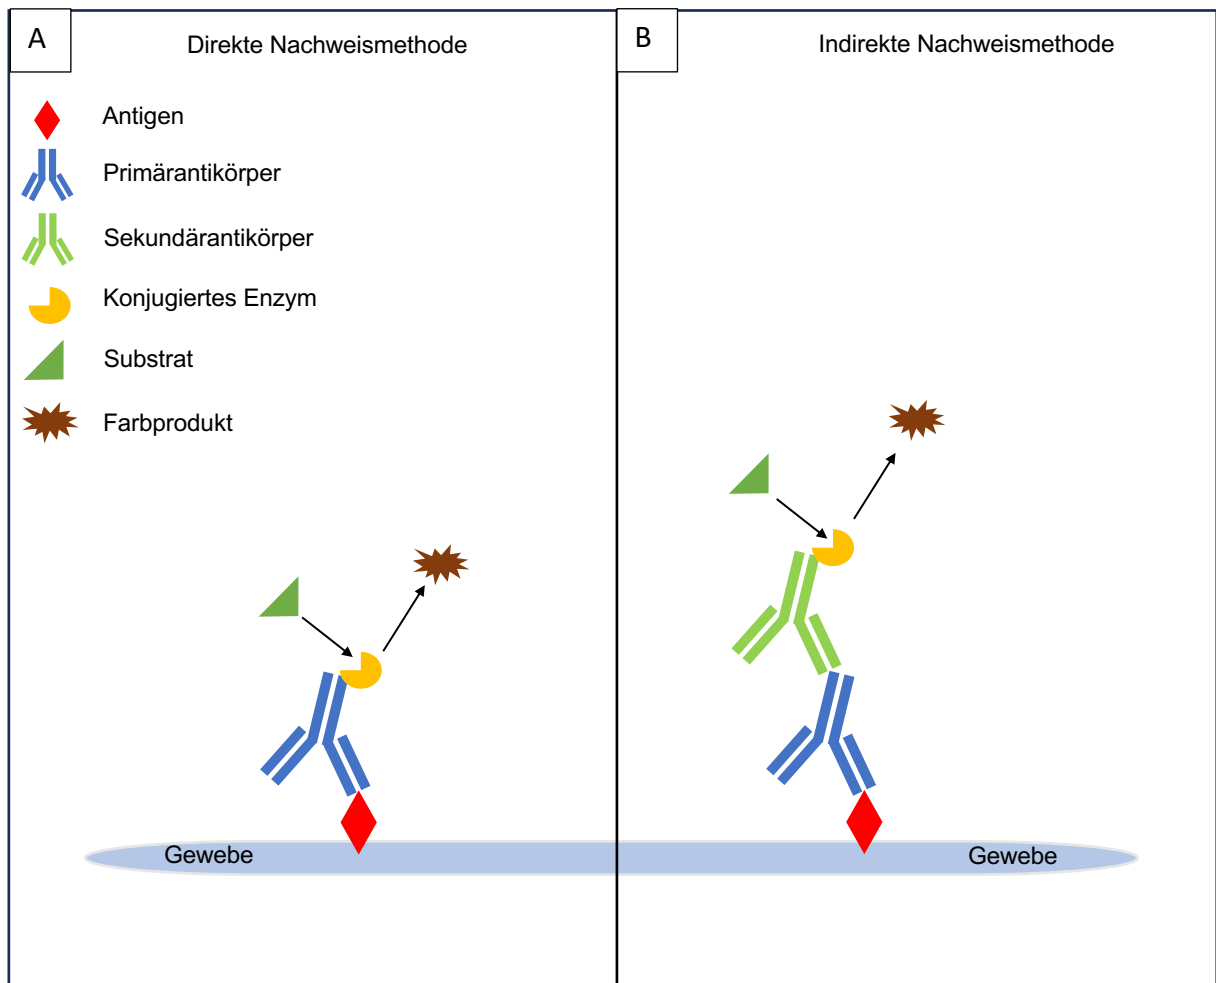 A
Direkte Nachweismethode
Antigen
Primärantikörper
Sekundärantikörper
Konjugiertes Enzym
Substrat
Farbprodukt
Gewebe
B
Indirekte Nachweismethode
Gewebe